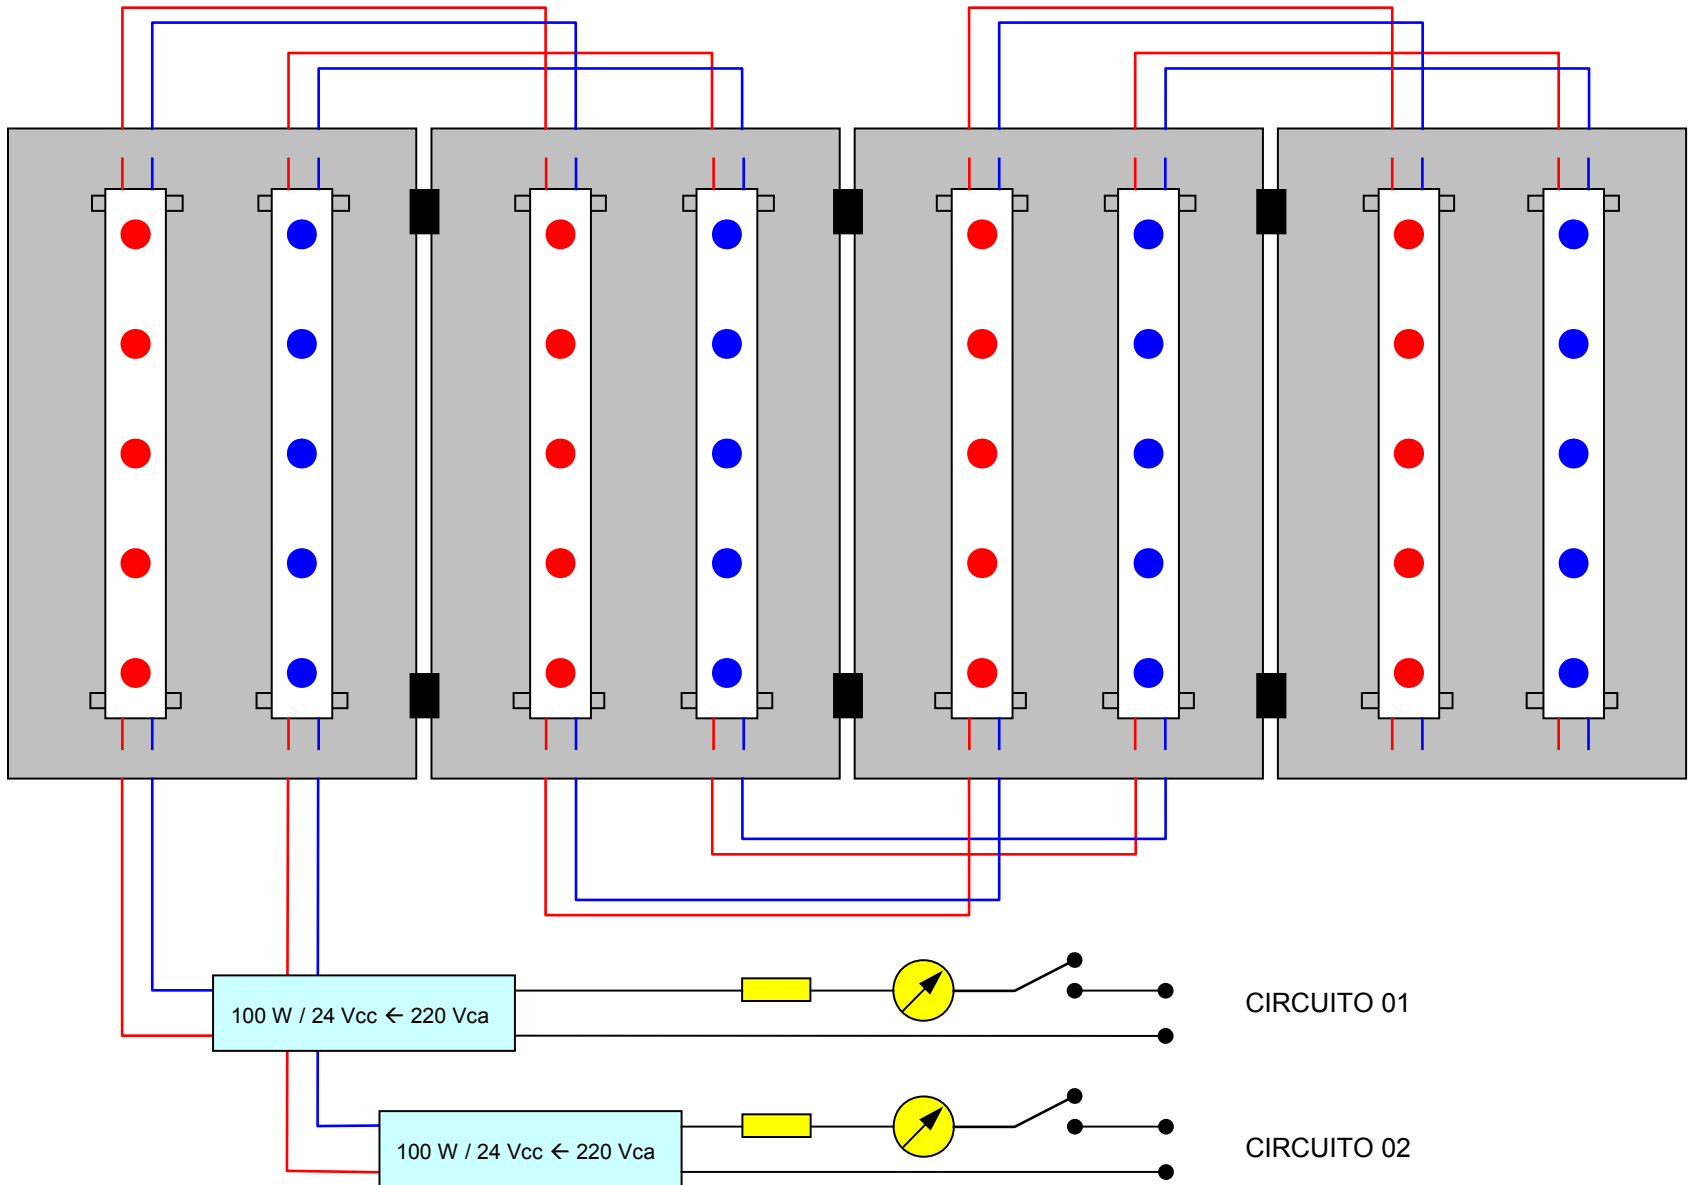 100 W / 24 Vcc ← 220 Vca
CIRCUITO 01
100 W / 24 Vcc ← 220 Vca
CIRCUITO 02